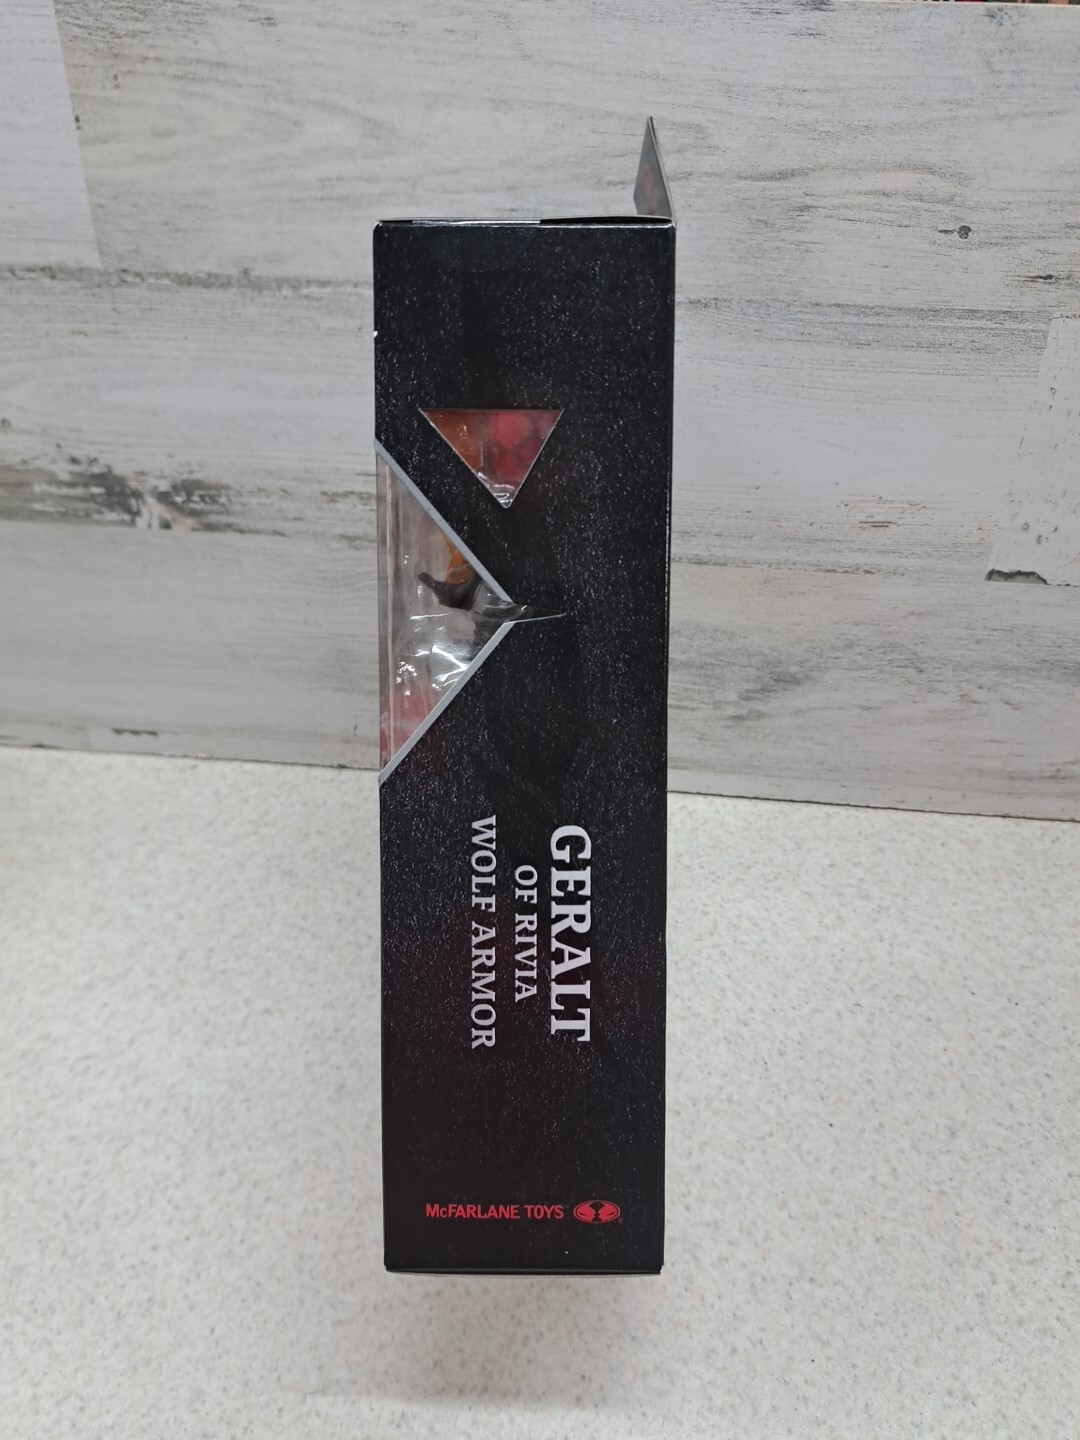 GERALT
OF RIVIA
WOLF ARMOR
McFARLANE TOYS